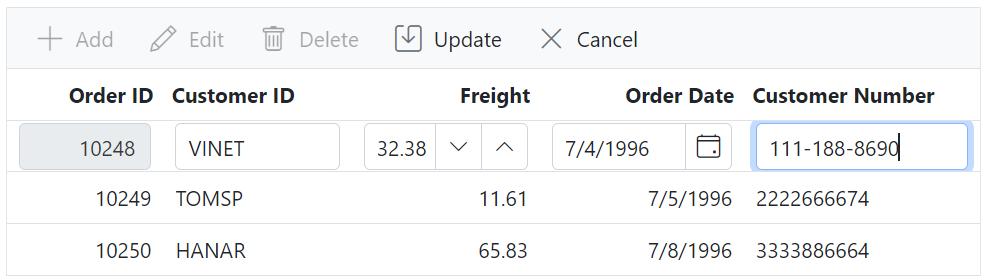 Add Edit Delete Update Cancel
Order ID Customer ID Freight Order Date Customer Number
10248 VINET 32.38 7/4/1996 111-188-8690
10249 TOMSP 11.61 7/5/1996 2222666674
10250 HANAR 65.83 7/8/1996 3333886664